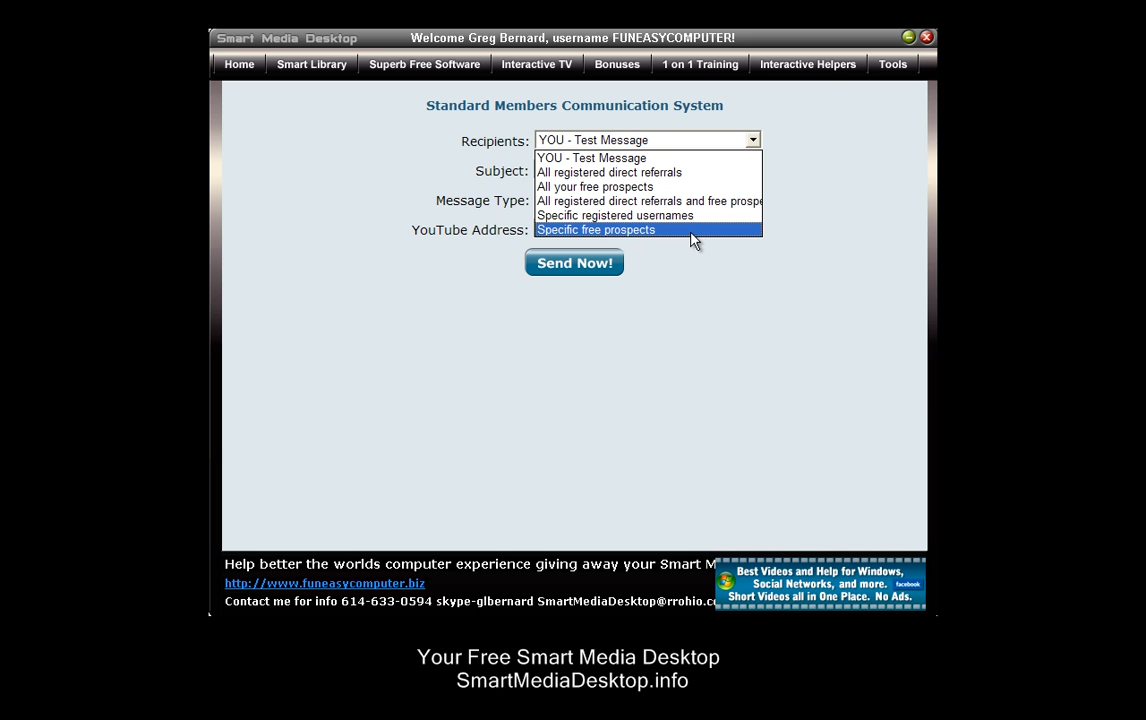 Smart Media Desktop
Welcome Greg Bernard, username FUNEASYCOMPUTER!
Home Smart Library Superb Free Software Interactive TV Bonuses 1 on 1 Training Interactive Helpers Tools
Standard Members Communication System
Recipients: YOU - Test Message
YOU - Test Message
All registered direct referrals
All your free prospects
All registered direct referrals and free prospe
Specific registered usernames
Specific free prospects
Subject:
Message Type:
YouTube Address:
Send Now!
Help better the worlds computer experience giving away your Smart M
http://www.funeasycomputer.biz
Contact me for info 614-633-0594 skype-glbernard SmartMediaDesktop@rrohio.co
Best Videos and Help for Windows,
Social Networks, and more. facebook
Short Videos all in One Place. No Ads.
Your Free Smart Media Desktop
SmartMediaDesktop.info